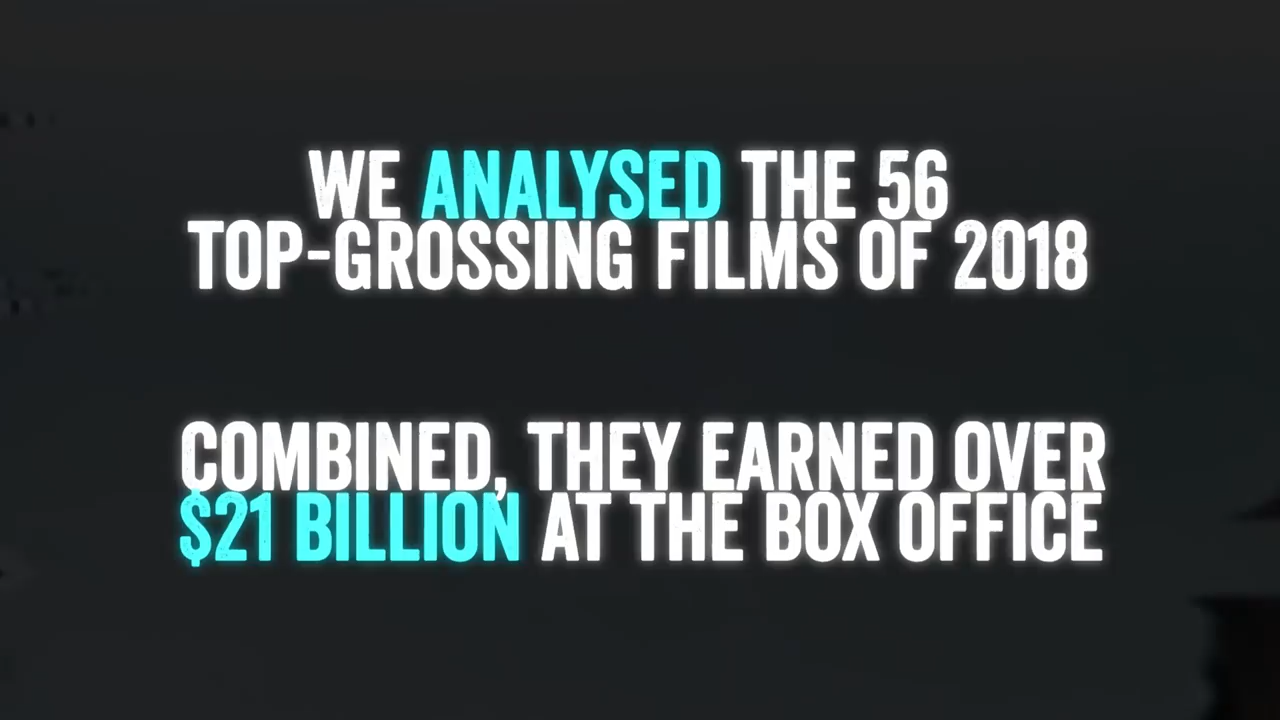 WE ANALYSED THE 56
TOP-GROSSING FILMS OF 2018
COMBINED, THEY EARNED OVER
$21 BILLION AT THE BOX OFFICE